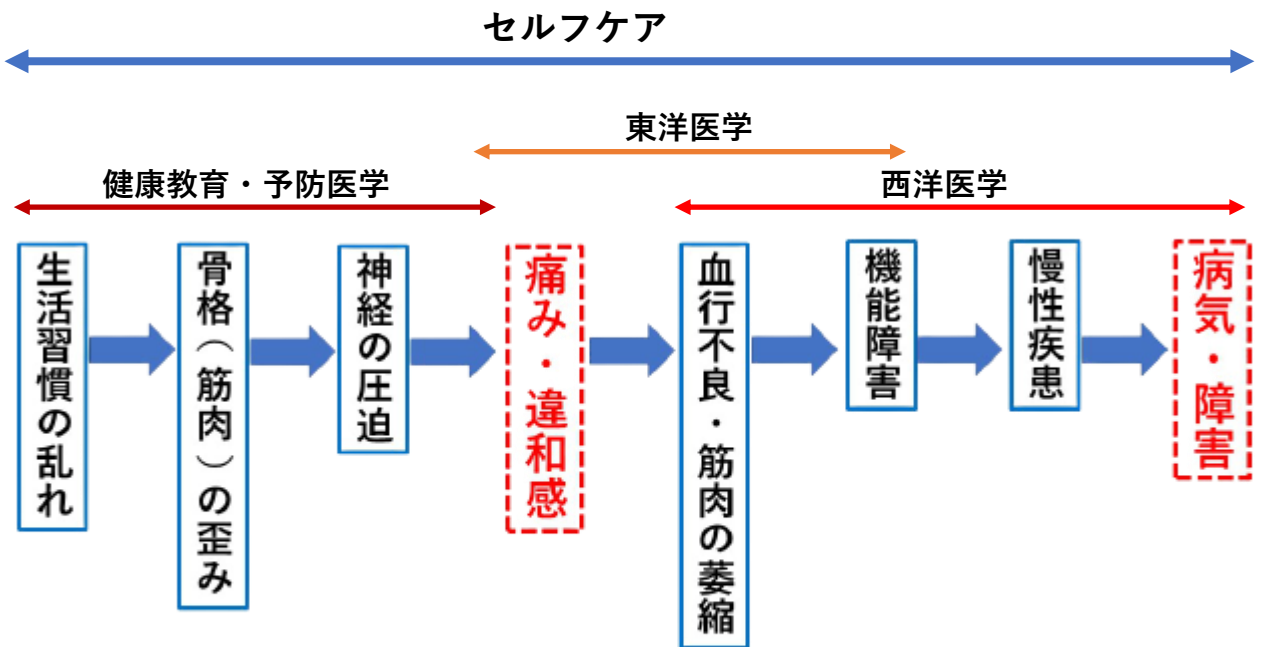 セルフケア
東洋医学
健康教育・予防医学
西洋医学
生活習慣の乱れ
骨格（筋肉）の歪み
神経の圧迫
痛み・違和感
血行不良・筋肉の萎縮
機能障害
慢性疾患
病気・障害